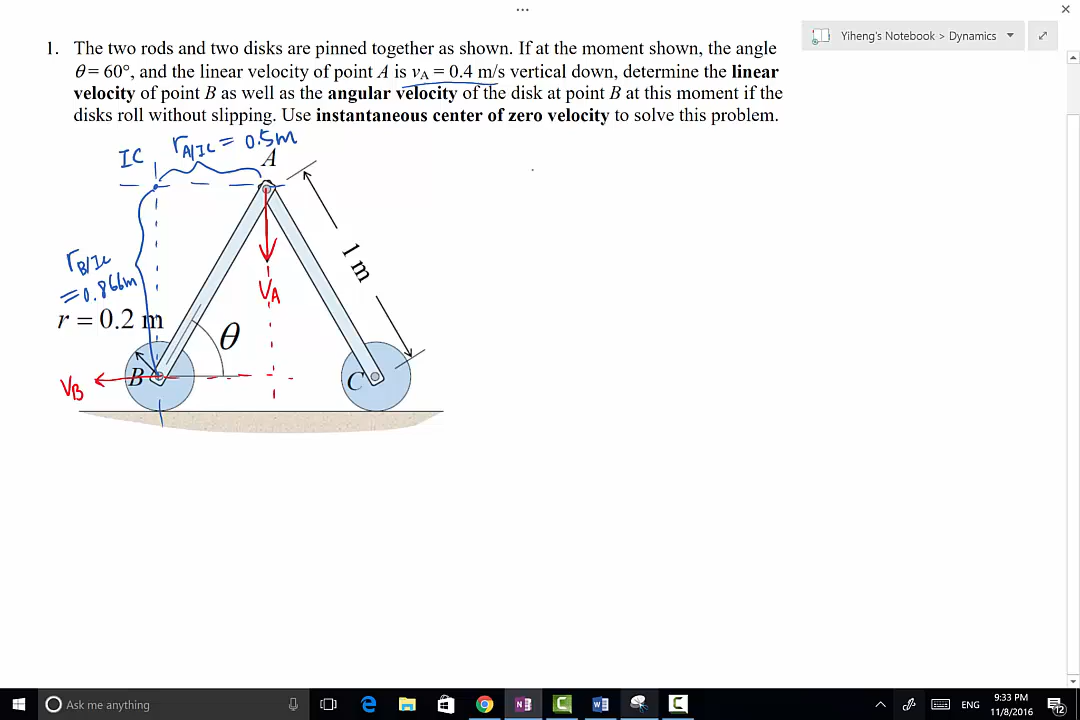 Yiheng's Notebook > Dynamics
1. The two rods and two disks are pinned together as shown. If at the moment shown, the angle
θ= 60°, and the linear velocity of point A is vA = 0.4 m/s vertical down, determine the linear
velocity of point B as well as the angular velocity of the disk at point B at this moment if the
disks roll without slipping. Use instantaneous center of zero velocity to solve this problem.
IC
rA/IC = 0.5m
A
1 m
rB/IC
=0.866m
VA
r = 0.2 m
θ
VB
B
C
Ask me anything
ENG
9:33 PM
11/8/2016
12